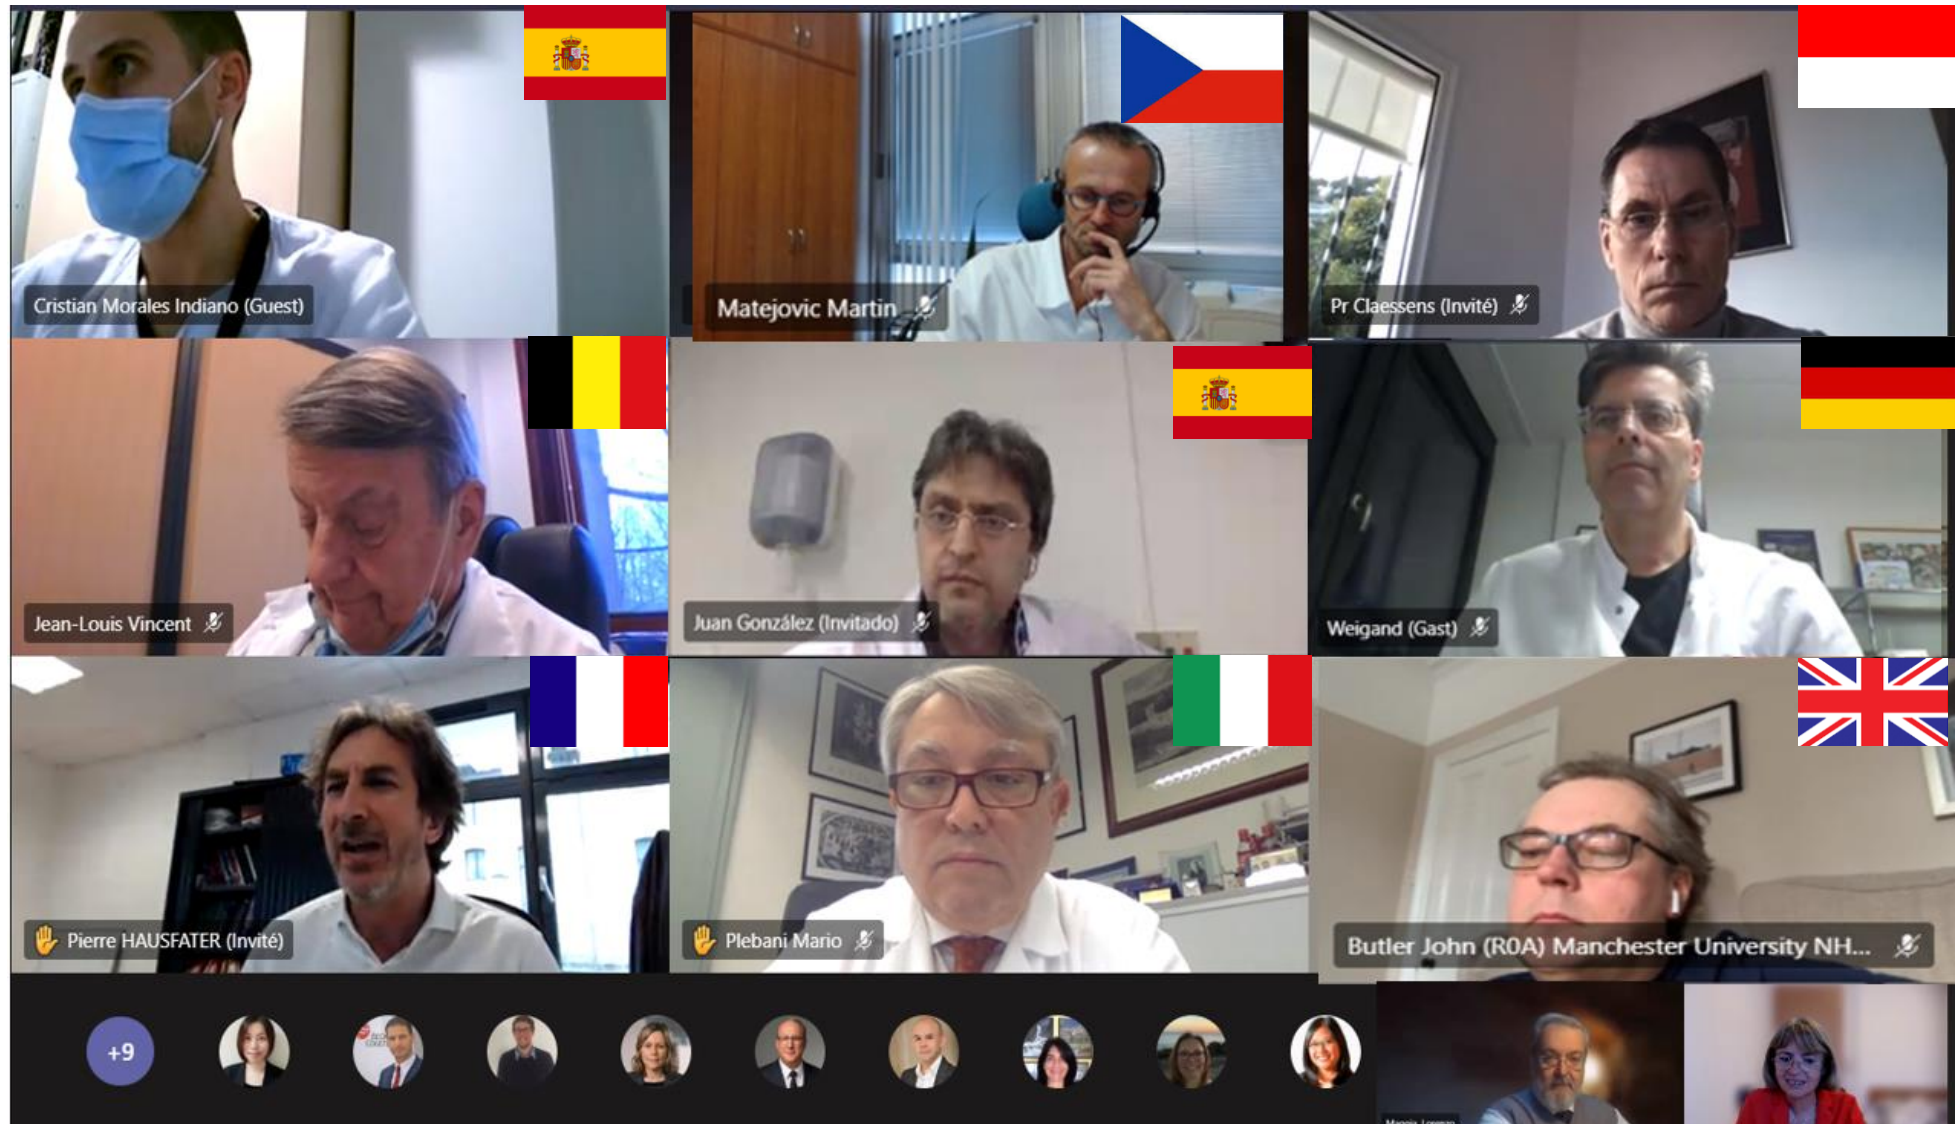 Cristian Morales Indiano (Guest)
Matejovic Martin
Pr Claessens (Invité)
Jean-Louis Vincent
Juan González (Invitado)
Weigand (Gast)
Pierre HAUSFATER (Invité)
Plebani Mario
Butler John (R0A) Manchester University NH...
+9